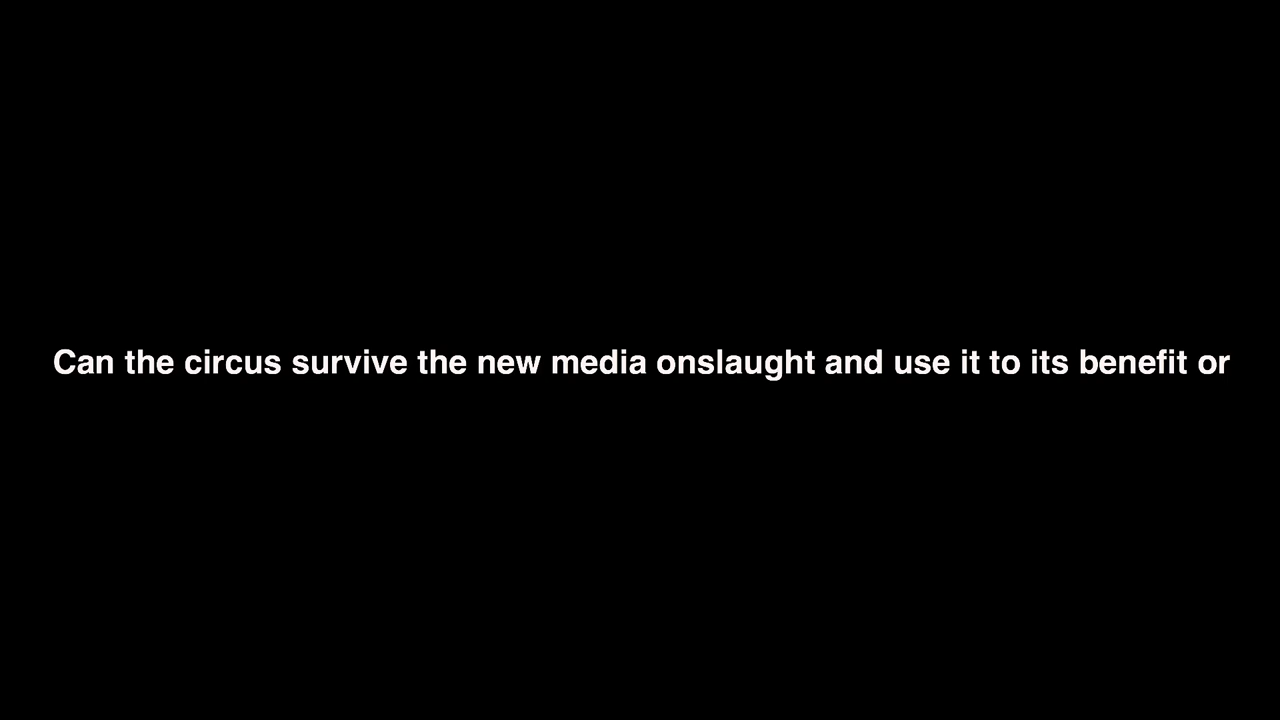 Can the circus survive the new media onslaught and use it to its benefit or